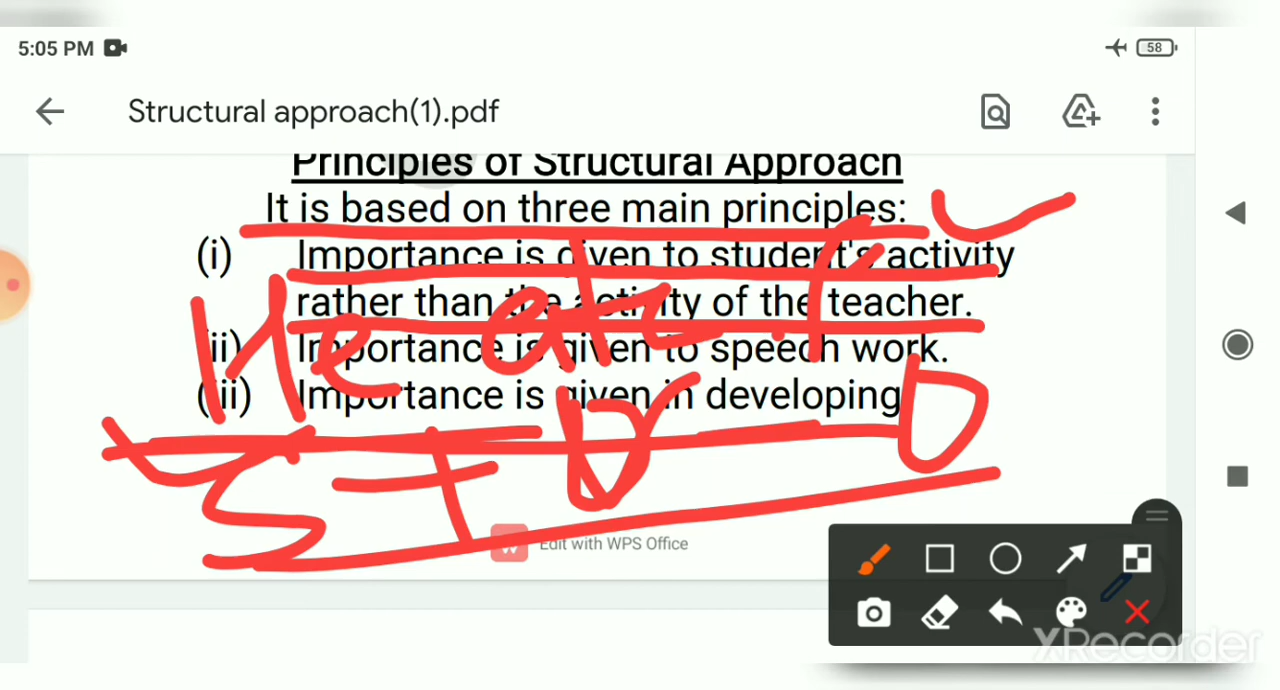 5:05 PM 58
Structural approach(1).pdf
Principles of Structural Approach
It is based on three main principles:
(i) Importance is given to student's activity
rather than the activity of the teacher.
(ii) Importance is given to speech work.
(iii) Importance is given in developing
Edit with WPS Office
XRecorder